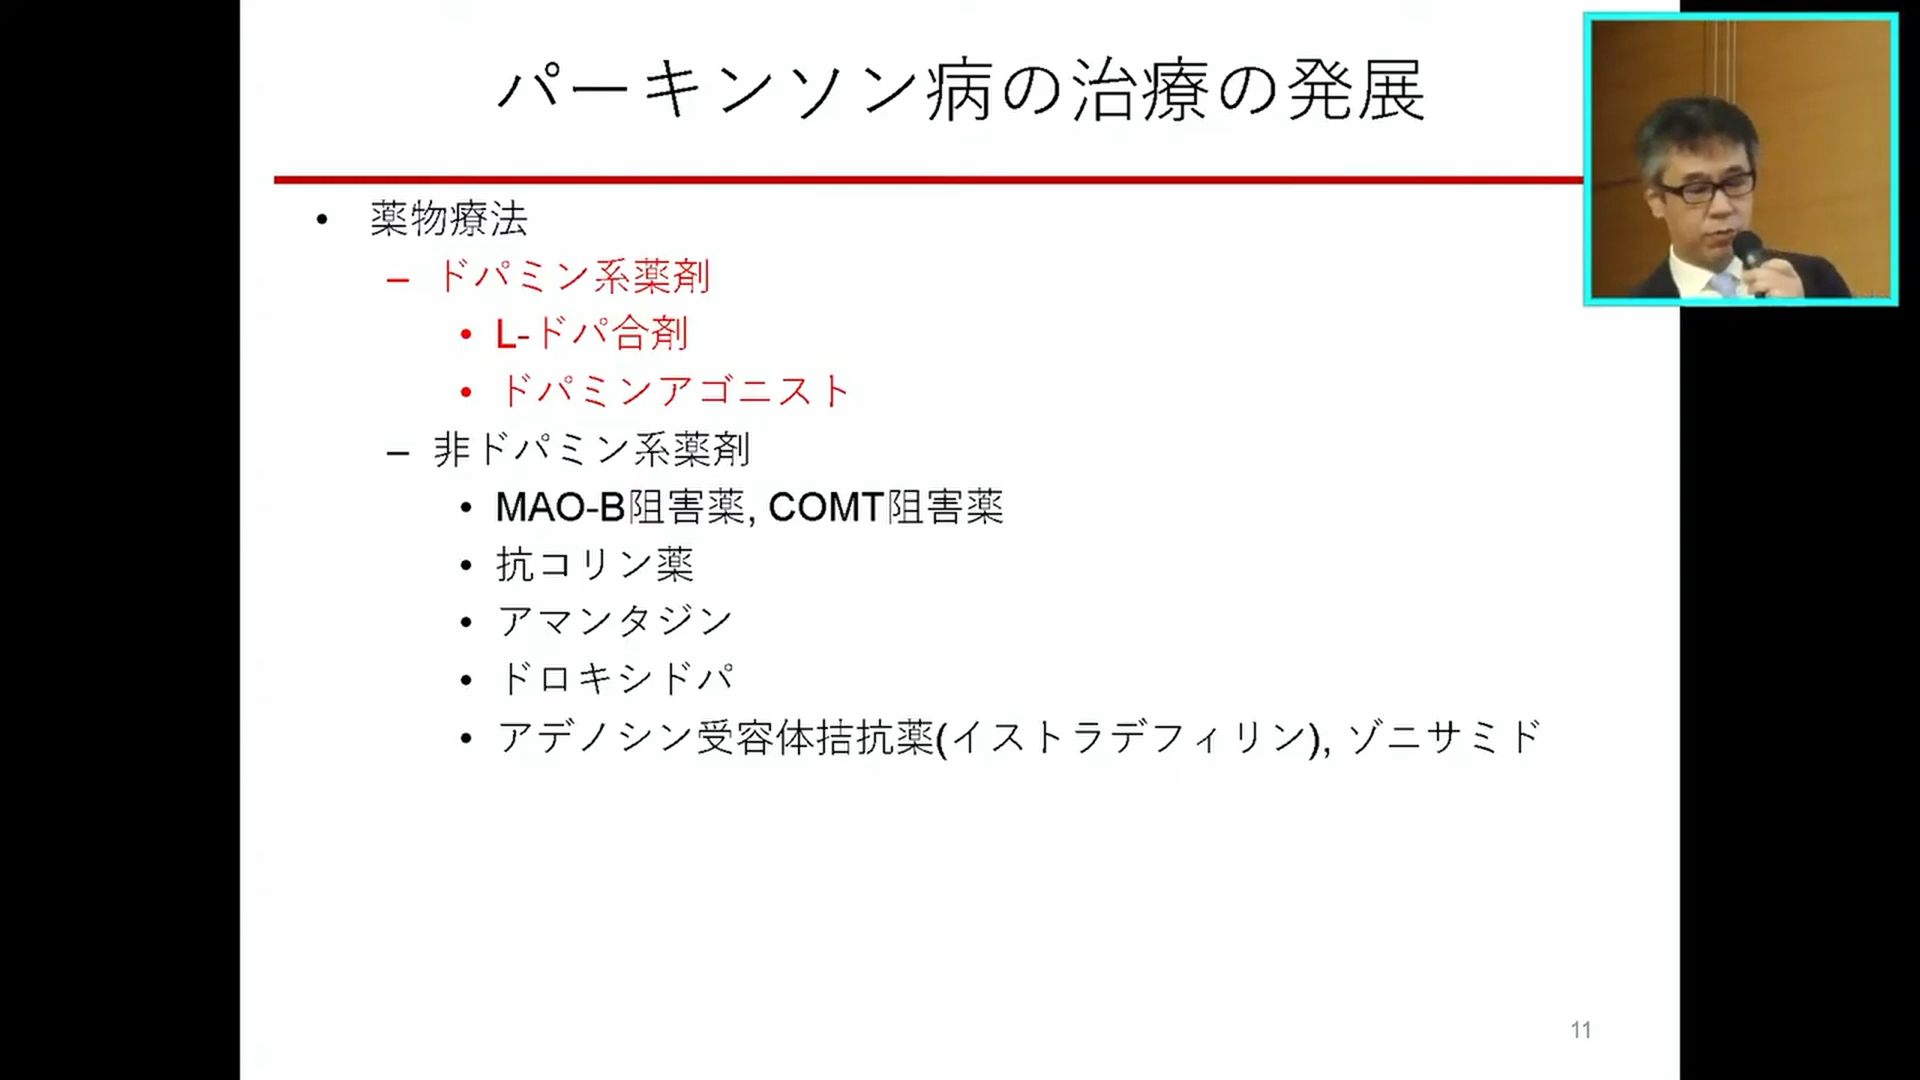 パーキンソン病の治療の発展
• 薬物療法
– ドパミン系薬剤
• L-ドパ合剤
• ドパミンアゴニスト
– 非ドパミン系薬剤
• MAO-B阻害薬, COMT阻害薬
• 抗コリン薬
• アマンタジン
• ドロキシドパ
• アデノシン受容体拮抗薬(イストラデフィリン), ゾニサミド
11